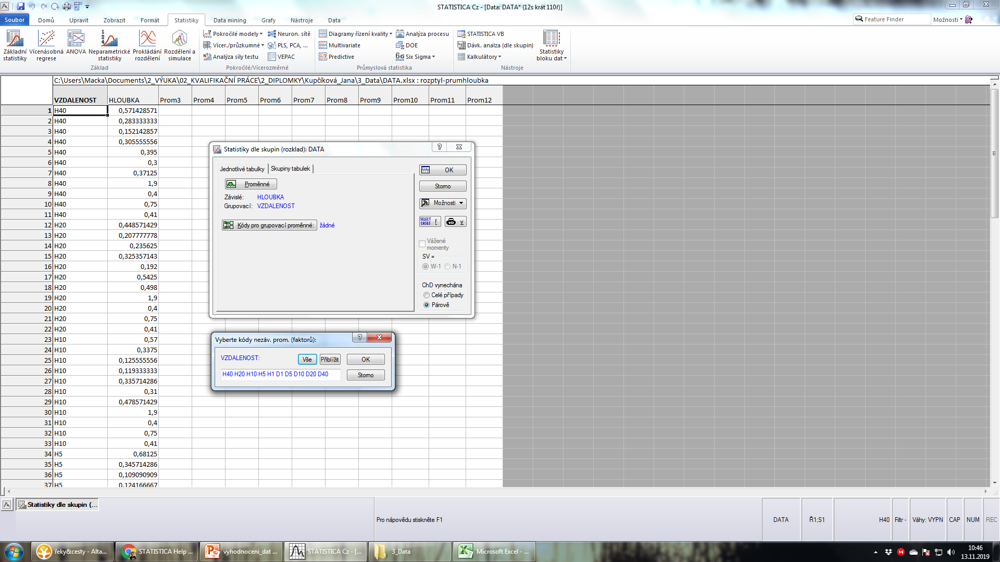 STATISTICA Cz - [Data: DATA* (12s krát 110ř)]
Soubor Domů Upravit Zobrazit Formát Statistiky Data mining Grafy Nástroje Data Feature Finder Možnosti
Základní statistiky
Vícenásobná regrese
ANOVA
Neparametrické statistiky
Prokládání rozdělení
Rozdělení a simulace
Základ
Pokročilé modely Neuron. sítě
Vícer./průzkumné PLS, PCA, ...
Analýza síly testu VEPAC
Pokročilé/Vícerozměrné
Diagramy řízení kvality Analýza procesu
Multivariate DOE
Predictive Six Sigma
Průmyslová statistika
STATISTICA VB
Dávk. analza (dle skupin)
Kalkulátory
Statistiky bloku dat
Nástroje
C:\Users\Macka\Documents\2_VÝUKA\02_KVALIFIKAČNÍ PRÁCE\2_DIPLOMKY\Kupčíková_Jana\3_Data\DATA.xlsx : rozptyl-prumhloubka
VZDALENOST HLOUBKA Prom3 Prom4 Prom5 Prom6 Prom7 Prom8 Prom9 Prom10 Prom11 Prom12
1 H40 0,571428571
2 H40 0,283333333
3 H40 0,152142857
4 H40 0,305555556
5 H40 0,395
6 H40 0,3
7 H40 0,37125
8 H40 1,9
9 H40 0,4
10 H40 0,75
11 H40 0,41
12 H20 0,448571429
13 H20 0,207777778
14 H20 0,235625
15 H20 0,325357143
16 H20 0,192
17 H20 0,5425
18 H20 0,498
19 H20 1,9
20 H20 0,4
21 H20 0,75
22 H20 0,41
23 H10 0,57
24 H10 0,3375
25 H10 0,125555556
26 H10 0,119333333
27 H10 0,335714286
28 H10 0,31
29 H10 0,478571429
30 H10 1,9
31 H10 0,4
32 H10 0,75
33 H10 0,41
34 H5 0,68125
35 H5 0,345714286
36 H5 0,109090909
37 H5 0,124166667
Statistiky dle skupin (rozklad): DATA
Jednotlivé tabulky Skupiny tabulek
Proměnné
Závislé: HLOUBKA
Grupovací: VZDALENOST
Kódy pro grupovací proměnné: žádné
OK
Storno
Možnosti
SELECT CASES
Vážené momenty
SV =
W-1 N-1
ChD vynechána
Celé případy
Párově
Vyberte kódy nezáv. prom. (faktorů):
VZDALENOST: Vše Přiblížit OK
H40 H20 H10 H5 H1 D1 D5 D10 D20 D40 Storno
Statistiky dle skupin (...
Pro nápovědu stiskněte F1 DATA Ř1;S1 H40 Filtr - Váhy: VYPN CAP NUM REC
řeky&cesty - Alta... STATISTICA Help ... vyhodnoceni_dat ... STATISTICA Cz - [... 3_Data Microsoft Excel - ...
10:46
13.11.2019